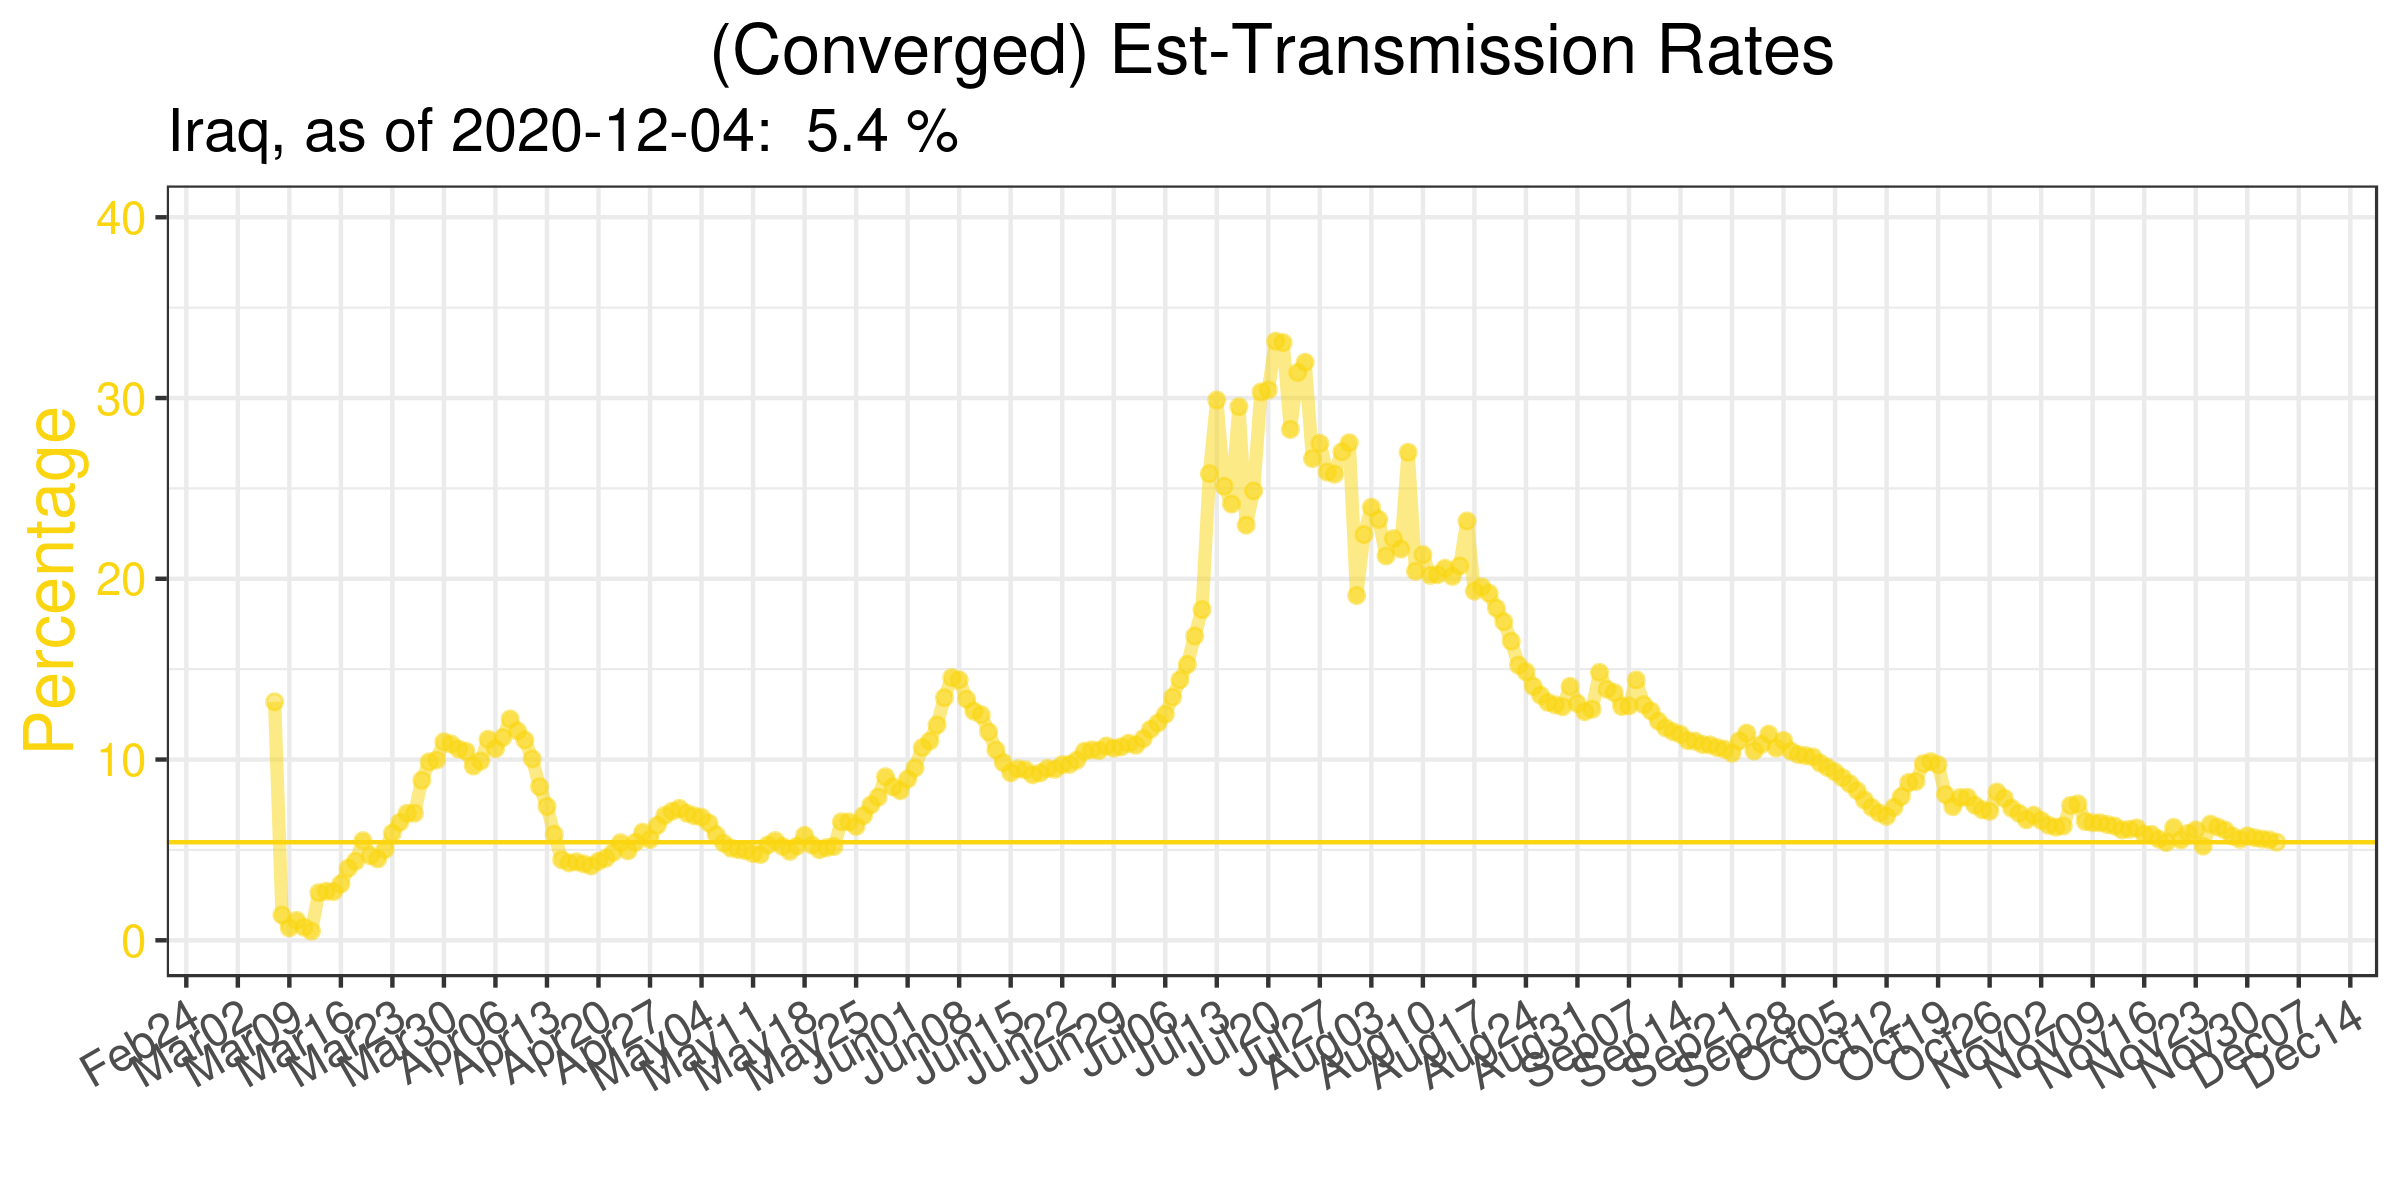 (Converged) Est-Transmission Rates
Iraq, as of 2020-12-04:  5.4 %
Percentage
40
30
20
10
0
Feb24
Mar02
Mar09
Mar16
Mar23
Mar30
Apr06
Apr13
Apr20
Apr27
May04
May11
May18
May25
Jun01
Jun08
Jun15
Jun22
Jun29
Jul06
Jul13
Jul20
Jul27
Aug03
Aug10
Aug17
Aug24
Aug31
Sep07
Sep14
Sep21
Sep28
Oct05
Oct12
Oct19
Oct26
Nov02
Nov09
Nov16
Nov23
Nov30
Dec07
Dec14